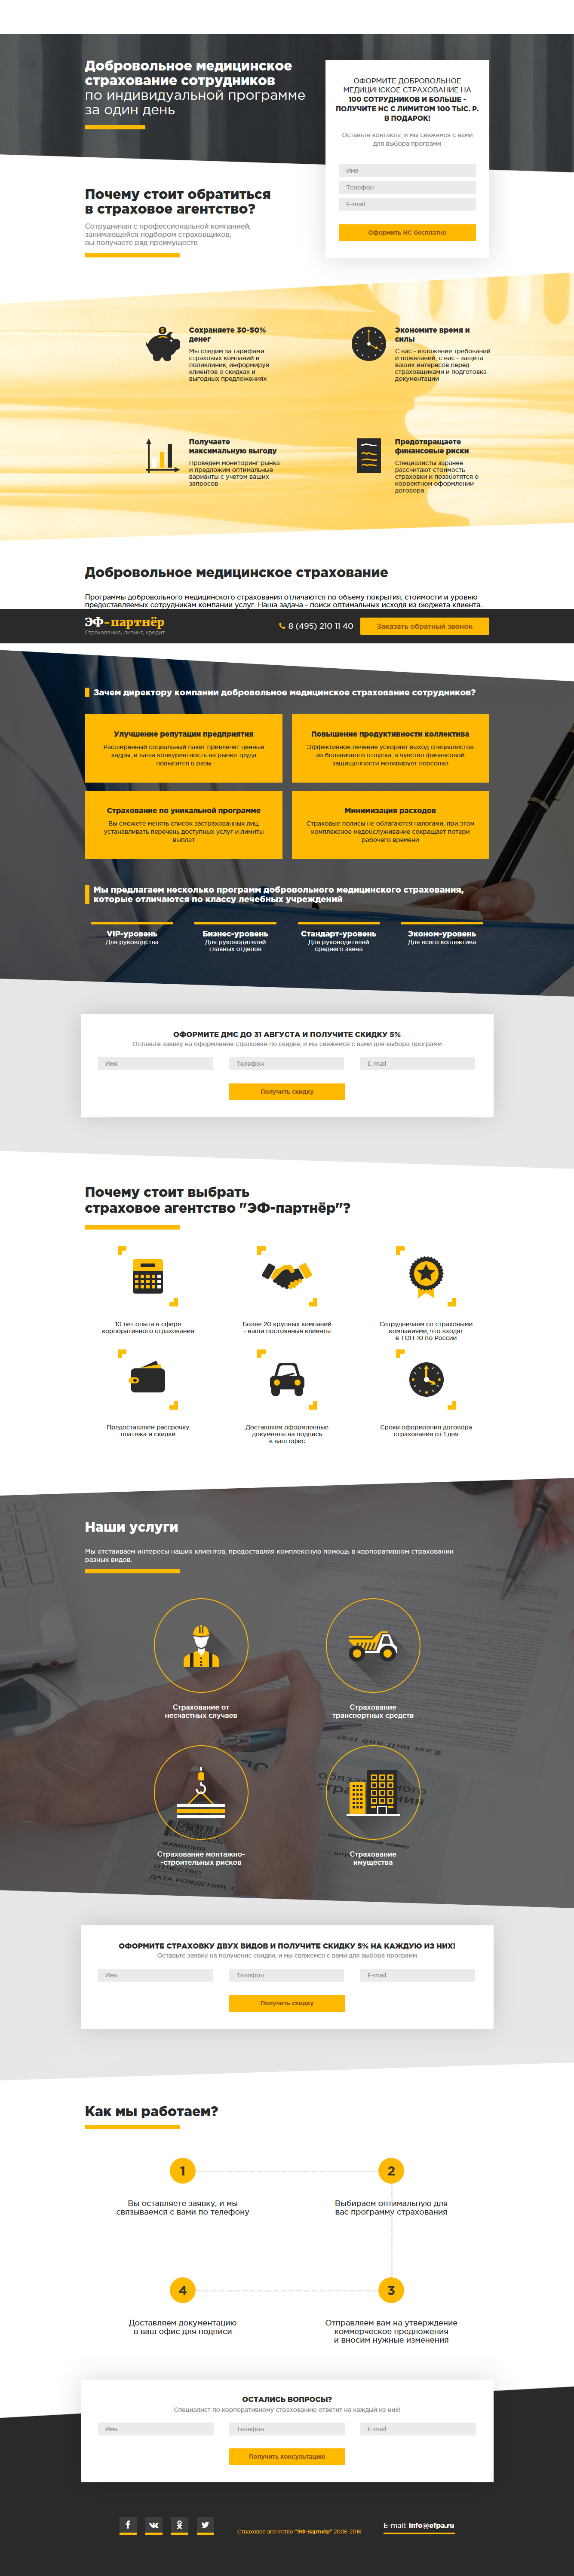 Добровольное медицинское
страхование сотрудников
по индивидуальной программе
за один день
ОФОРМИТЕ ДОБРОВОЛЬНОЕ
МЕДИЦИНСКОЕ СТРАХОВАНИЕ НА
100 СОТРУДНИКОВ И БОЛЬШЕ -
ПОЛУЧИТЕ НС С ЛИМИТОМ 100 ТЫС. Р.
В ПОДАРОК!
Оставьте контакты, и мы свяжемся с вами
для выбора программ
Имя
Телефон
E-mail
Оформить НС бесплатно
Почему стоит обратиться
в страховое агентство?
Сотрудничая с профессиональной компанией,
занимающейся подбором страховщиков,
вы получаете ряд преимуществ
Сохраняете 30-50%
денег
Мы следим за тарифами
страховых компаний и
поликлиник, информируя
клиентов о скидках и
выгодных предложениях
Экономите время и
силы
С вас - изложение требований
и пожеланий, с нас - защита
ваших интересов перед
страховщиками и подготовка
документации
Получаете
максимальную выгоду
Проведем мониторинг рынка
и предложим оптимальные
варианты с учетом ваших
запросов
Предотвращаете
финансовые риски
Специалисты заранее
рассчитают стоимость
страховки и позаботятся о
корректном оформлении
договора
Добровольное медицинское страхование
Программы добровольного медицинского страхования отличаются по объему покрытия, стоимости и уровню
предоставляемых сотрудникам компании услуг. Наша задача - поиск оптимальных исходя из бюджета клиента.
ЭФ-партнёр
Страхование, лизинг, кредит
8 (495) 210 11 40
Заказать обратный звонок
Зачем директору компании добровольное медицинское страхование сотрудников?
Улучшение репутации предприятия
Расширенный социальный пакет привлечет ценные
кадры, и ваша конкурентность на рынке труда
повысится в разы
Повышение продуктивности коллектива
Эффективное лечение ускоряет выход специалистов
из больничного отпуска, а чувство финансовой
защищенности мотивирует персонал
Страхование по уникальной программе
Вы сможете менять список застрахованных лиц,
устанавливать перечень доступных услуг и лимиты
выплат
Минимизация расходов
Страховые полисы не облагаются налогами, при этом
комплексное медобслуживание сокращает потери
рабочего времени
Мы предлагаем несколько программ добровольного медицинского страхования,
которые отличаются по классу лечебных учреждений
VIP-уровень
Для руководства
Бизнес-уровень
Для руководителей
главных отделов
Стандарт-уровень
Для руководителей
среднего звена
Эконом-уровень
Для всего коллектива
ОФОРМИТЕ ДМС ДО 31 АВГУСТА И ПОЛУЧИТЕ СКИДКУ 5%
Оставьте заявку на оформление страховки по скидке, и мы свяжемся с вами для выбора программ
Имя
Телефон
E-mail
Получить скидку
Почему стоит выбрать
страховое агентство "ЭФ-партнёр"?
10 лет опыта в сфере
корпоративного страхования
Более 20 крупных компаний
- наши постоянные клиенты
Сотрудничаем со страховыми
компаниями, что входят
в ТОП-10 по России
Предоставляем рассрочку
платежа и скидки
Доставляем оформленные
документы на подпись
в ваш офис
Сроки оформления договора
страхования от 1 дня
Наши услуги
Мы отстаиваем интересы наших клиентов, предоставляя комплексную помощь в корпоративном страховании
разных видов.
Страхование от
несчастных случаев
Страхование
транспортных средств
Страхование монтажно-
-строительных рисков
Страхование
имущества
ОФОРМИТЕ СТРАХОВКУ ДВУХ ВИДОВ И ПОЛУЧИТЕ СКИДКУ 5% НА КАЖДУЮ ИЗ НИХ!
Оставьте заявку на получение скидки, и мы свяжемся с вами для выбора программ
Имя
Телефон
E-mail
Получить скидку
Как мы работаем?
1
Вы оставляете заявку, и мы
связываемся с вами по телефону
2
Выбираем оптимальную для
вас программу страхования
4
Доставляем документацию
в ваш офис для подписи
3
Отправляем вам на утверждение
коммерческое предложения
и вносим нужные изменения
ОСТАЛИСЬ ВОПРОСЫ?
Специалист по корпоративному страхованию ответит на каждый из них!
Имя
Телефон
E-mail
Получить консультацию
Страховое агентство "ЭФ-партнёр" 2006-2016
E-mail: Info@efpa.ru